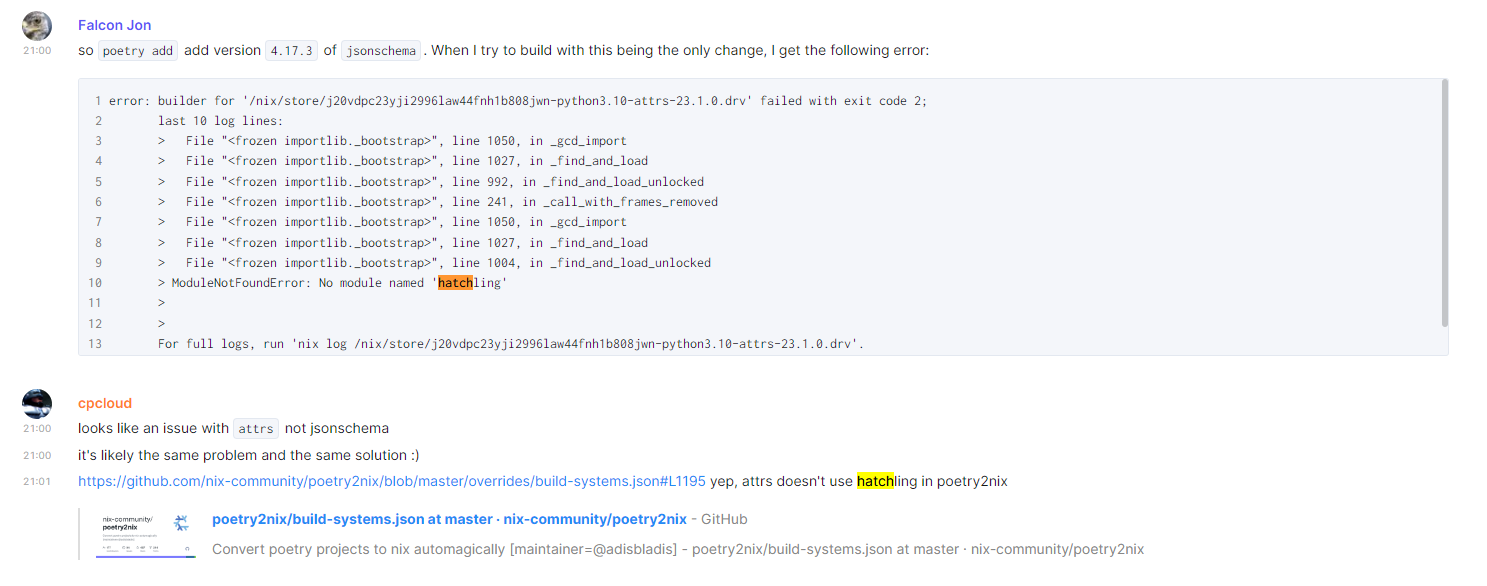 Falcon Jon
21:00 so poetry add add version 4.17.3 of jsonschema . When I try to build with this being the only change, I get the following error:
1 error: builder for '/nix/store/j20vdpc23yji2996law44fnh1b808jwn-python3.10-attrs-23.1.0.drv' failed with exit code 2;
2 last 10 log lines:
3 > File "<frozen importlib._bootstrap>", line 1050, in _gcd_import
4 > File "<frozen importlib._bootstrap>", line 1027, in _find_and_load
5 > File "<frozen importlib._bootstrap>", line 992, in _find_and_load_unlocked
6 > File "<frozen importlib._bootstrap>", line 241, in _call_with_frames_removed
7 > File "<frozen importlib._bootstrap>", line 1050, in _gcd_import
8 > File "<frozen importlib._bootstrap>", line 1027, in _find_and_load
9 > File "<frozen importlib._bootstrap>", line 1004, in _find_and_load_unlocked
10 > ModuleNotFoundError: No module named 'hatchling'
11 >
12 >
13 For full logs, run 'nix log /nix/store/j20vdpc23yji2996law44fnh1b808jwn-python3.10-attrs-23.1.0.drv'.
cpcloud
21:00 looks like an issue with attrs not jsonschema
21:00 it's likely the same problem and the same solution :)
21:01 https://github.com/nix-community/poetry2nix/blob/master/overrides/build-systems.json#L1195 yep, attrs doesn't use hatchling in poetry2nix
nix-community/
poetry2nix
poetry2nix/build-systems.json at master · nix-community/poetry2nix - GitHub
Convert poetry projects to nix automagically [maintainer=@adisbladis] - poetry2nix/build-systems.json at master · nix-community/poetry2nix